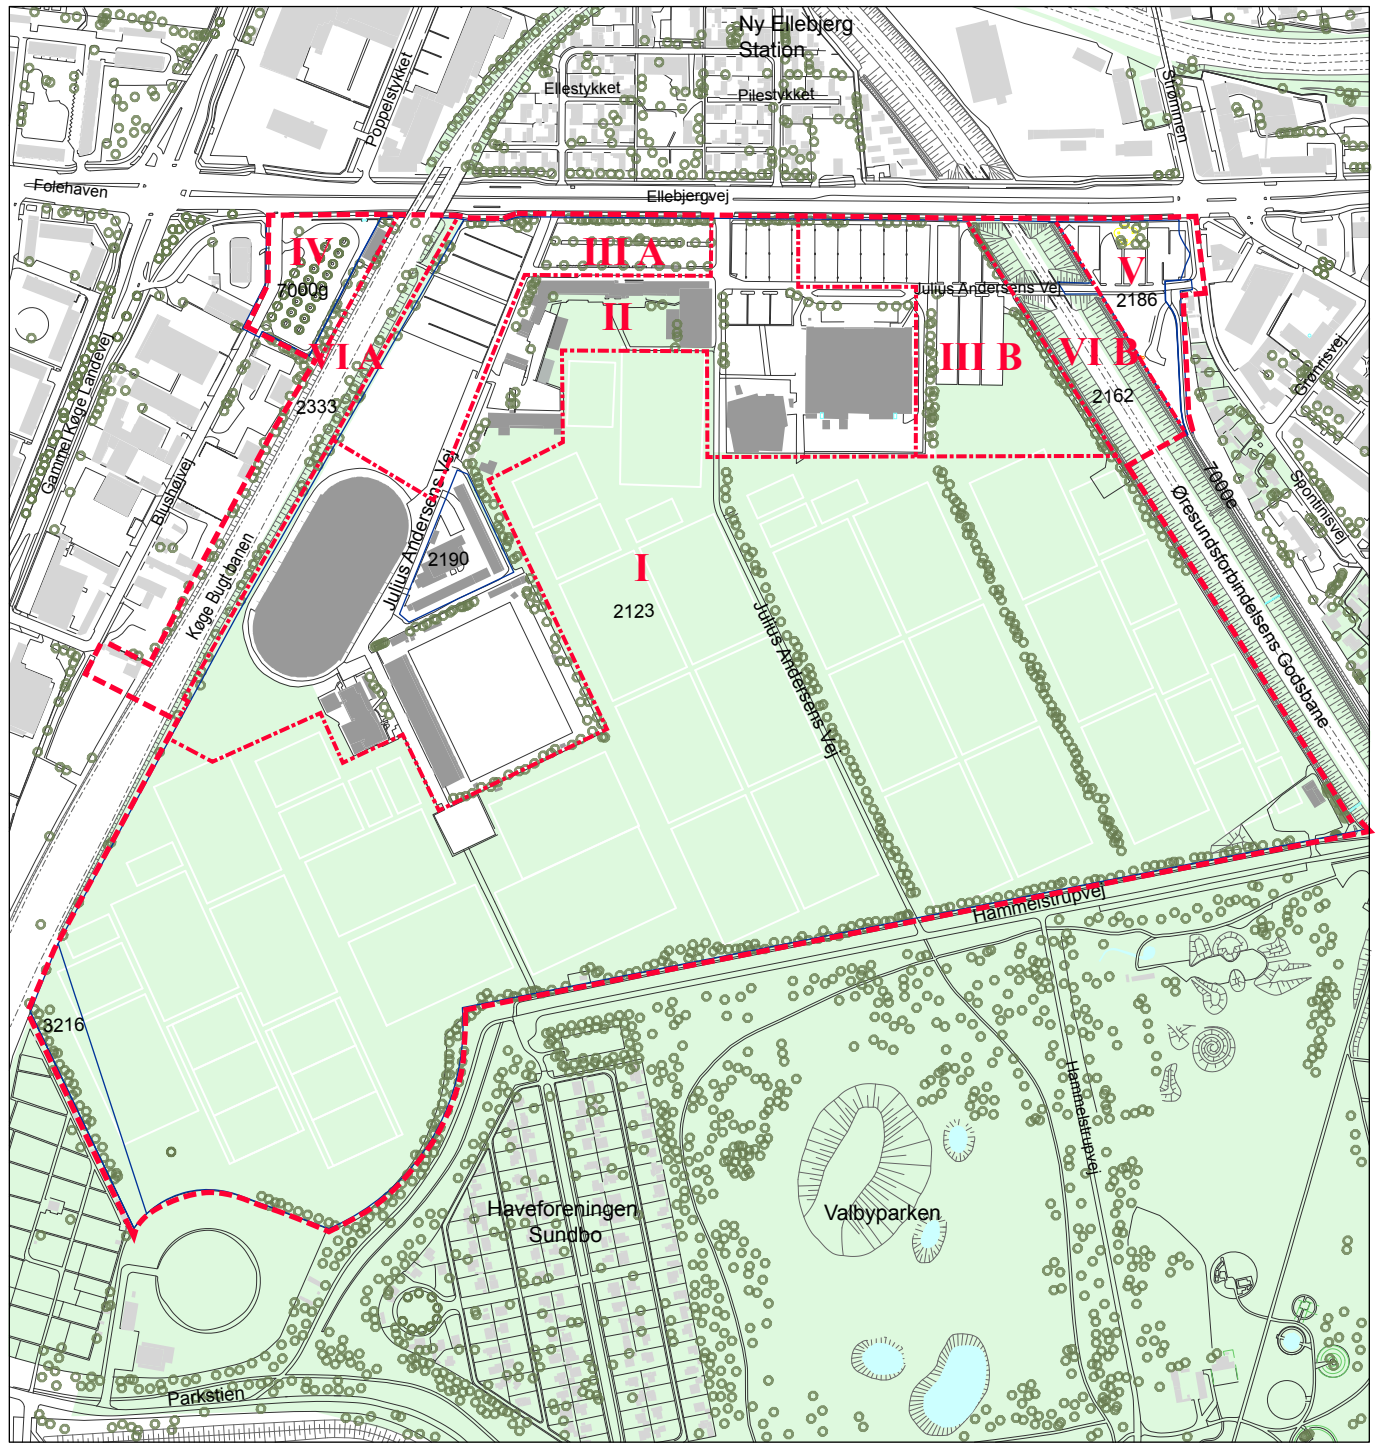 Ny Ellebjerg
Station
Ellestykket
Pilestykket
Poppelstykket
Strømmen
Folehaven
Ellebjergvej
IV
III A
V
7000g
Julius Andersens Vej
2186
II
VI A
III B
VI B
Grønrisvej
2333
2162
Gammel Køge Landevej
Blushøjvej
Julius Andersens Vej
7000e
Spontinisvej
Køge Bugtbanen
2190
I
2123
Øresundsforbindelsens Godsbane
Julius Andersens Vej
Hammelstrupvej
3216
Hammelstrupvej
Haveforeningen
Sundbo
Valbyparken
Parkstien